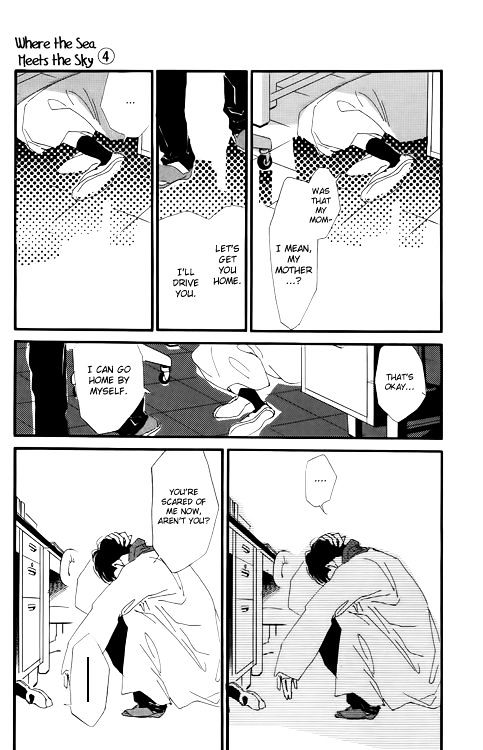 Where the Sea
Meets the Sky ④
WAS
THAT
MY
MOM-
I MEAN,
MY
MOTHER
...?
LET'S
GET
YOU
HOME.
I'LL
DRIVE
YOU.
...
THAT'S
OKAY...
I CAN GO
HOME BY
MYSELF.
....
YOU'RE
SCARED OF
ME NOW,
AREN'T YOU?
—